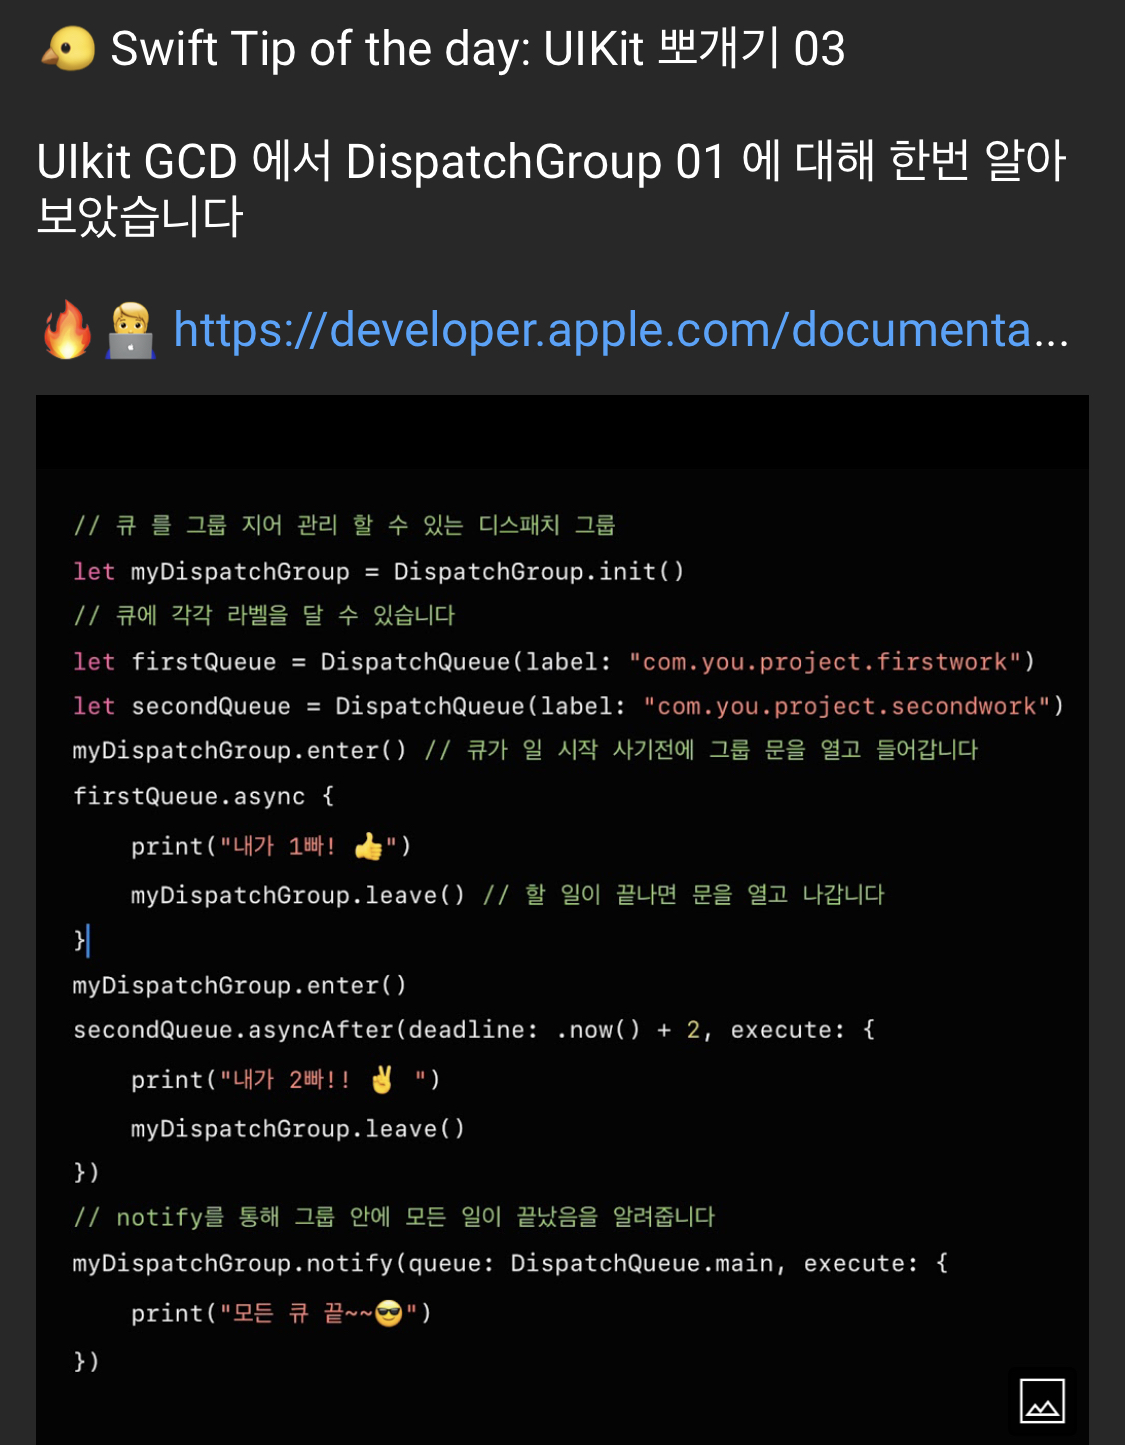 🐤 Swift Tip of the day: UIKit 뽀개기 03
UIkit GCD 에서 DispatchGroup 01 에 대해 한번 알아
보았습니다
🔥👨‍💻 https://developer.apple.com/documenta...
// 큐 를 그룹 지어 관리 할 수 있는 디스패치 그룹
let myDispatchGroup = DispatchGroup.init()
// 큐에 각각 라벨을 달 수 있습니다
let firstQueue = DispatchQueue(label: "com.you.project.firstwork")
let secondQueue = DispatchQueue(label: "com.you.project.secondwork")
myDispatchGroup.enter() // 큐가 일 시작 사기전에 그룹 문을 열고 들어갑니다
firstQueue.async {
    print("내가 1빠! 👍")
    myDispatchGroup.leave() // 할 일이 끝나면 문을 열고 나갑니다
}
myDispatchGroup.enter()
secondQueue.asyncAfter(deadline: .now() + 2, execute: {
    print("내가 2빠!! ✌️ ")
    myDispatchGroup.leave()
})
// notify를 통해 그룹 안에 모든 일이 끝났음을 알려줍니다
myDispatchGroup.notify(queue: DispatchQueue.main, execute: {
    print("모든 큐 끝~~😎")
})